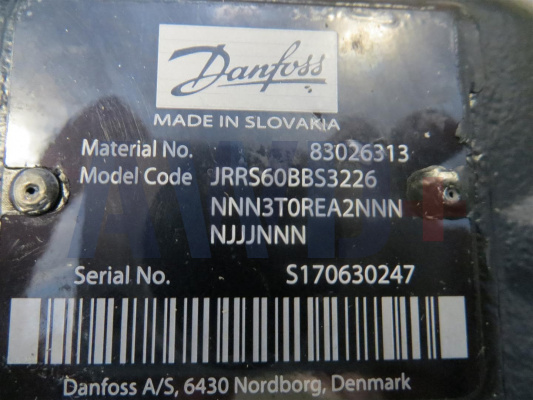 Danfoss
MADE IN SLOVAKIA
Material No. 83026313
Model Code JRRS60BBS3226
NNN3T0REA2NNN
NJJJNNN
Serial No. S170630247
Danfoss A/S, 6430 Nordborg, Denmark